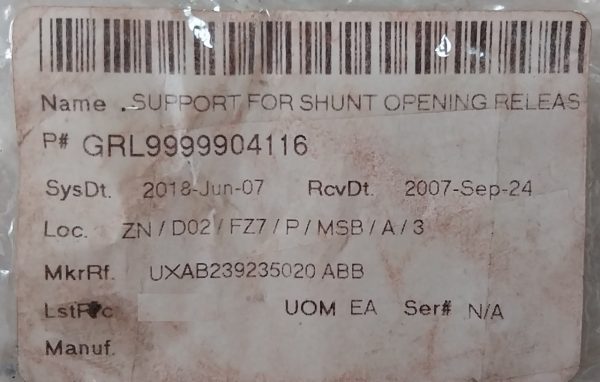 Name . SUPPORT FOR SHUNT OPENING RELEAS
P# GRL9999904116
SysDt. 2018-Jun-07 RcvDt. 2007-Sep-24
Loc. ZN / D02 / FZ7 / P / MSB / A / 3
MkrRf. UXAB239235020 ABB
UOM EA Ser# N/A
Manuf.